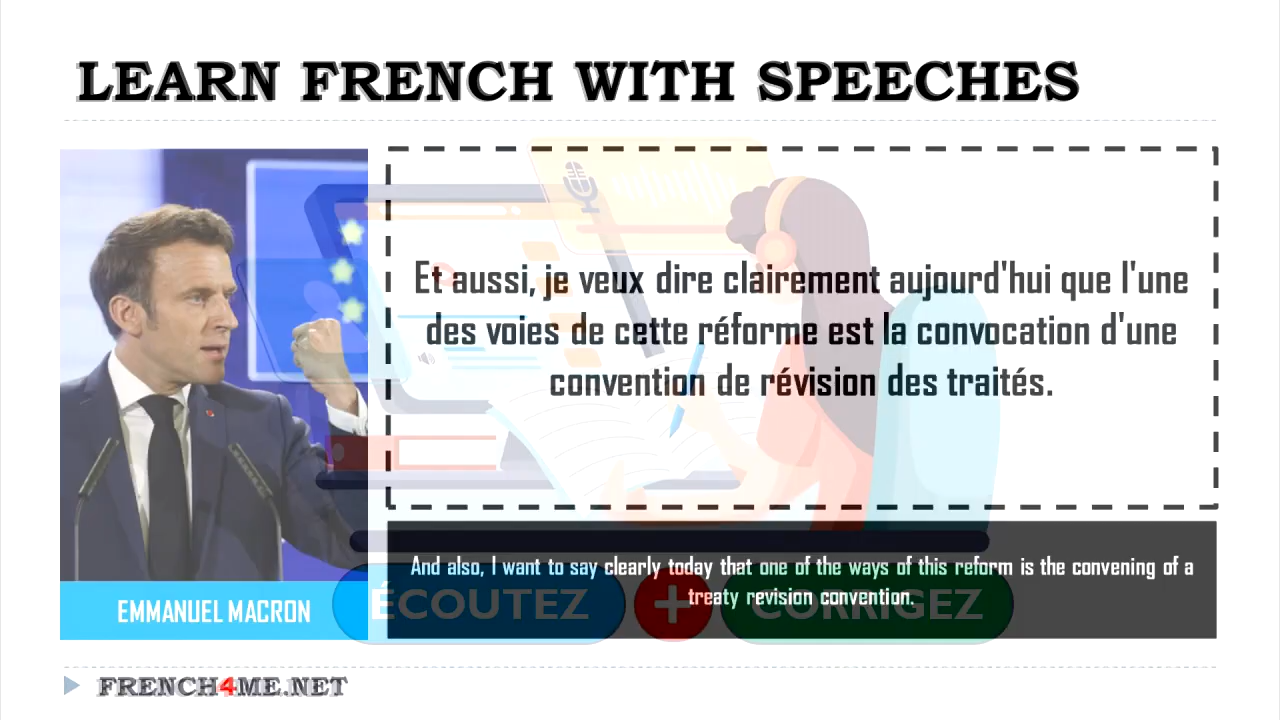 LEARN FRENCH WITH SPEECHES
Et aussi, je veux dire clairement aujourd'hui que l'une
des voies de cette réforme est la convocation d'une
convention de révision des traités.
And also, I want to say clearly today that one of the ways of this reform is the convening of a
treaty revision convention.
EMMANUEL MACRON
ÉCOUTEZ + CORRIGEZ
FRENCH4ME.NET